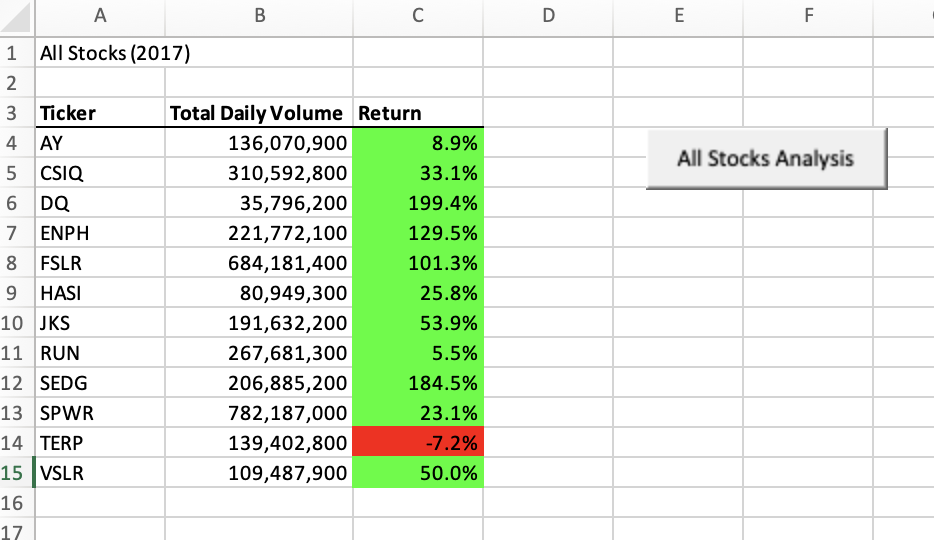 A B C D E F
1 All Stocks (2017)
2
3 Ticker Total Daily Volume Return
4 AY 136,070,900 8.9%
All Stocks Analysis
5 CSIQ 310,592,800 33.1%
6 DQ 35,796,200 199.4%
7 ENPH 221,772,100 129.5%
8 FSLR 684,181,400 101.3%
9 HASI 80,949,300 25.8%
10 JKS 191,632,200 53.9%
11 RUN 267,681,300 5.5%
12 SEDG 206,885,200 184.5%
13 SPWR 782,187,000 23.1%
14 TERP 139,402,800 -7.2%
15 VSLR 109,487,900 50.0%
16
17